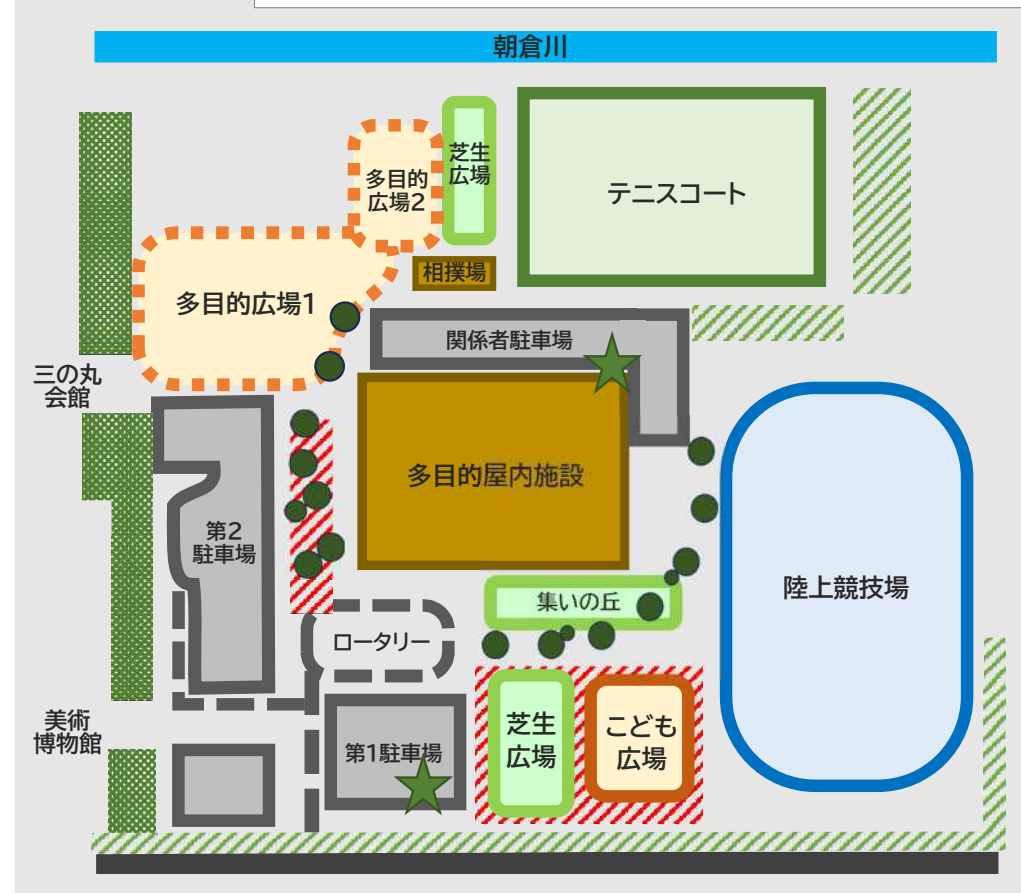 朝倉川
芝生
広場
多目的
広場2
テニスコート
相撲場
多目的広場1
関係者駐車場
三の丸
会館
多目的屋内施設
第2
駐車場
陸上競技場
集いの丘
ロータリー
美術
博物館
芝生
広場
こども
広場
第1駐車場